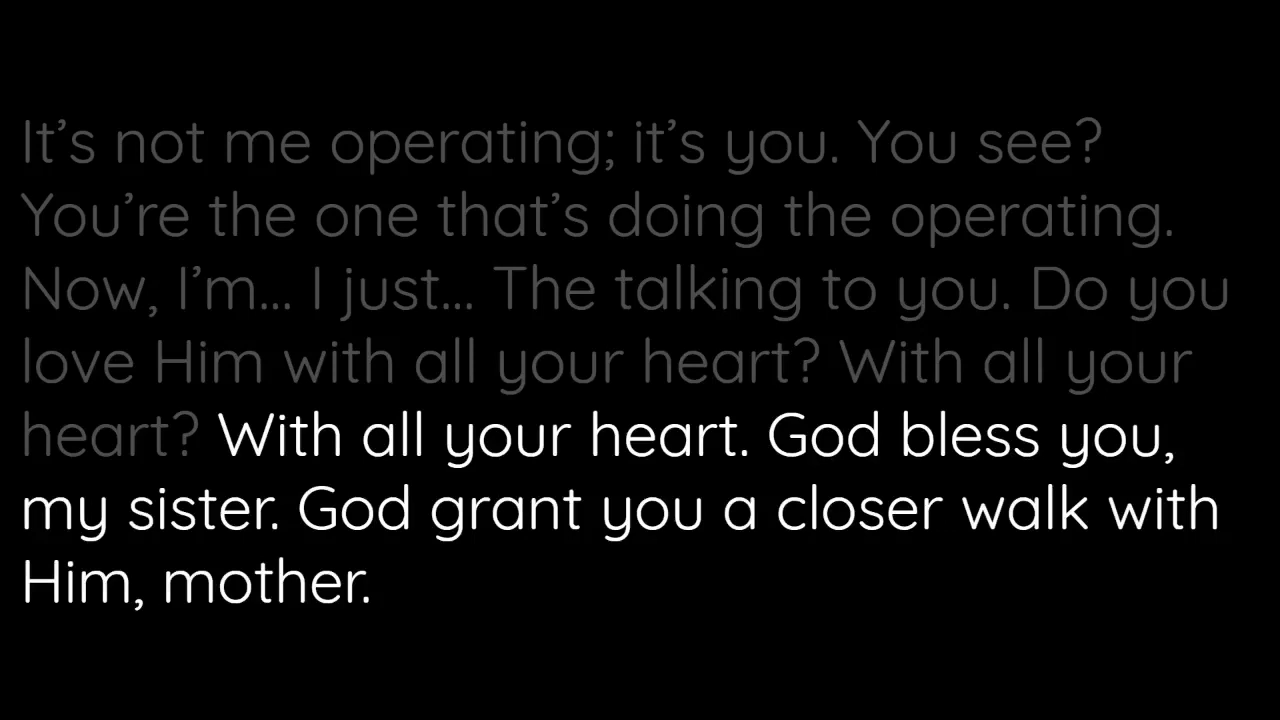 It’s not me operating; it’s you. You see?
You’re the one that’s doing the operating.
Now, I’m... I just... The talking to you. Do you
love Him with all your heart? With all your
heart? With all your heart. God bless you,
my sister. God grant you a closer walk with
Him, mother.